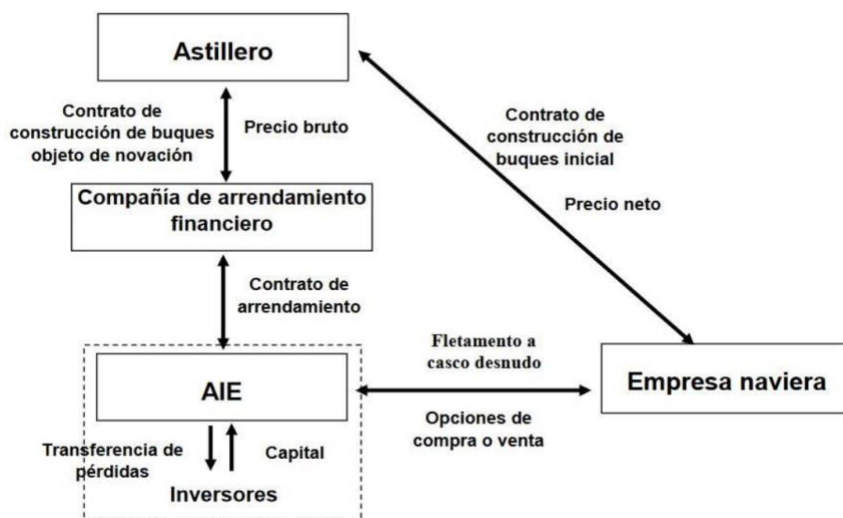 Astillero
Contrato de
construcción de buques
objeto de novación
Precio bruto
Contrato de
construcción de
buques inicial
Precio neto
Compañía de arrendamiento
financiero
Contrato de
arrendamiento
AIE
Fletamento a
casco desnudo
Opciones de
compra o venta
Empresa naviera
Transferencia de
pérdidas
Capital
Inversores